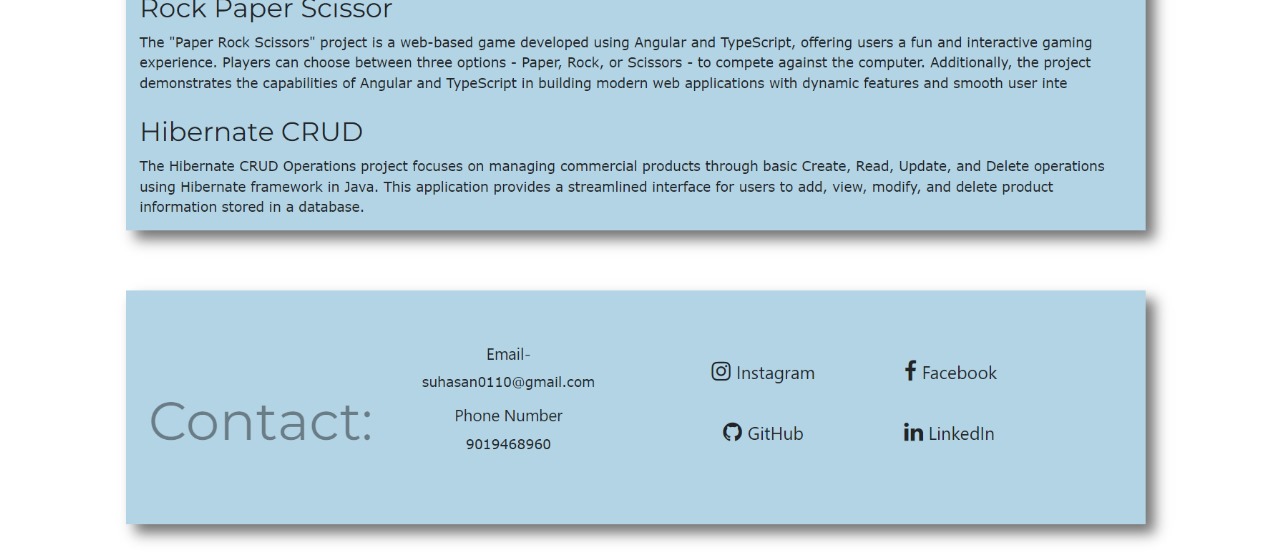 Rock Paper Scissor
The "Paper Rock Scissors" project is a web-based game developed using Angular and TypeScript, offering users a fun and interactive gaming
experience. Players can choose between three options - Paper, Rock, or Scissors - to compete against the computer. Additionally, the project
demonstrates the capabilities of Angular and TypeScript in building modern web applications with dynamic features and smooth user inte
Hibernate CRUD
The Hibernate CRUD Operations project focuses on managing commercial products through basic Create, Read, Update, and Delete operations
using Hibernate framework in Java. This application provides a streamlined interface for users to add, view, modify, and delete product
information stored in a database.
Contact:
Email-
suhasan0110@gmail.com
Phone Number
9019468960
Instagram
Facebook
GitHub
LinkedIn